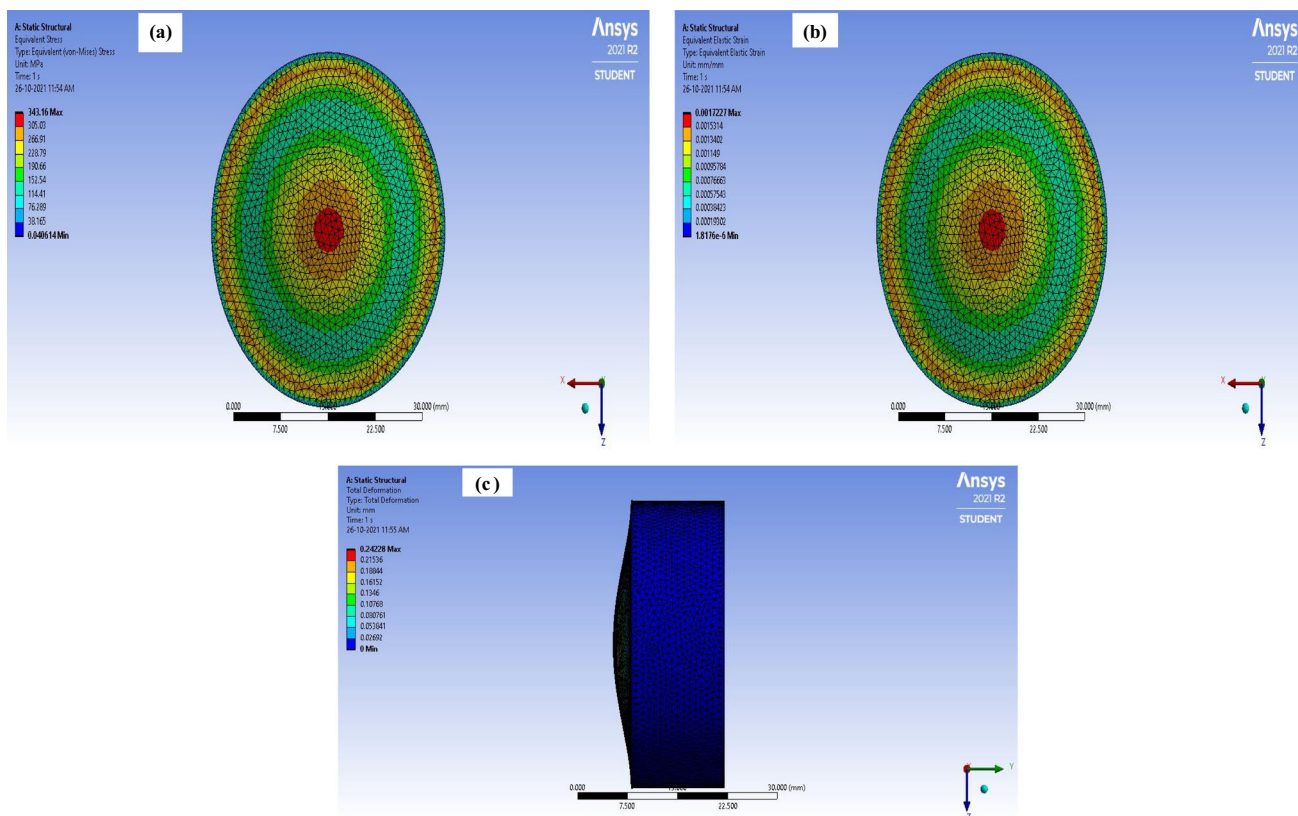 A: Static Structural
Equivalent Stress
Type: Equivalent (von-Mises) Stress
Unit: MPa
Time: 1 s
26-10-2021 11:54 AM
(a)
Ansys
2021 R2
STUDENT
343.16 Max
305.03
266.91
228.79
190.66
152.54
114.41
76.289
38.165
0.040614 Min
X
Z
0.000
15.000
30.000 (mm)
7.500
22.500
A: Static Structural
Equivalent Elastic Strain
Type: Equivalent Elastic Strain
Unit: mm/mm
Time: 1 s
26-10-2021 11:54 AM
(b)
Ansys
2021 R2
STUDENT
0.0017227 Max
0.0015314
0.0013402
0.001149
0.00095784
0.00076663
0.00057543
0.00038423
0.00019302
1.8176e-6 Min
X
Z
0.000
15.000
30.000 (mm)
7.500
22.500
A: Static Structural
Total Deformation
Type: Total Deformation
Unit: mm
Time: 1 s
26-10-2021 11:55 AM
(c)
Ansys
2021 R2
STUDENT
0.24228 Max
0.21536
0.18844
0.16152
0.1346
0.10768
0.080761
0.053841
0.02692
0 Min
Y
Z
0.000
15.000
30.000 (mm)
7.500
22.500